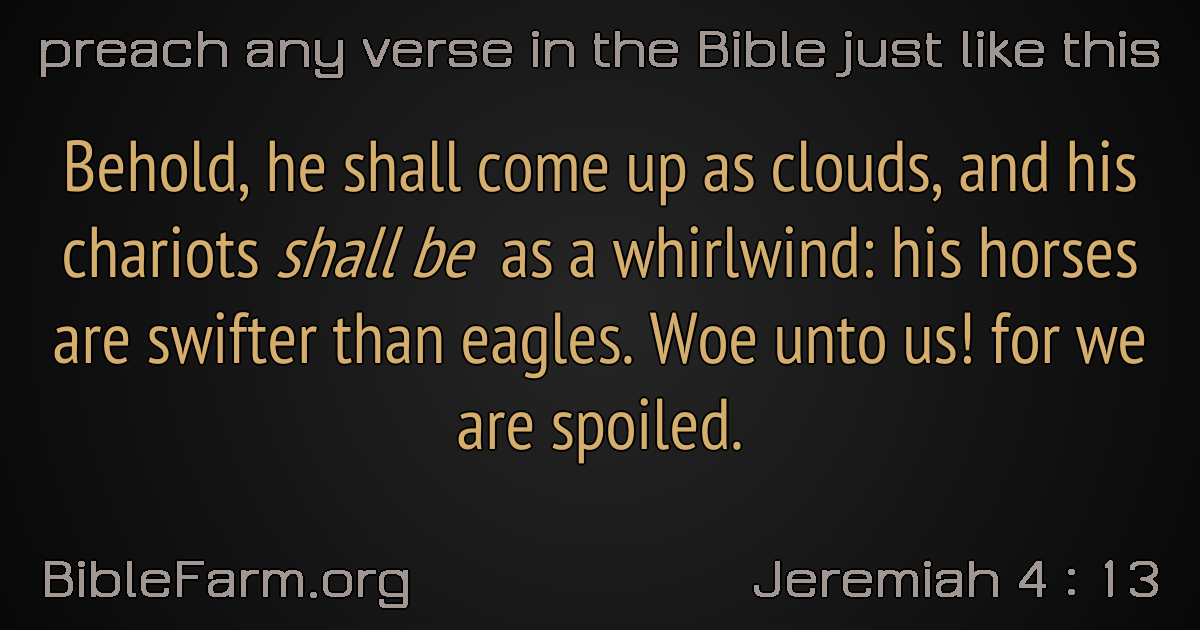 preach any verse in the Bible just like this
Behold, he shall come up as clouds, and his
chariots shall be as a whirlwind: his horses
are swifter than eagles. Woe unto us! for we
are spoiled.
BibleFarm.org
Jeremiah 4 : 13